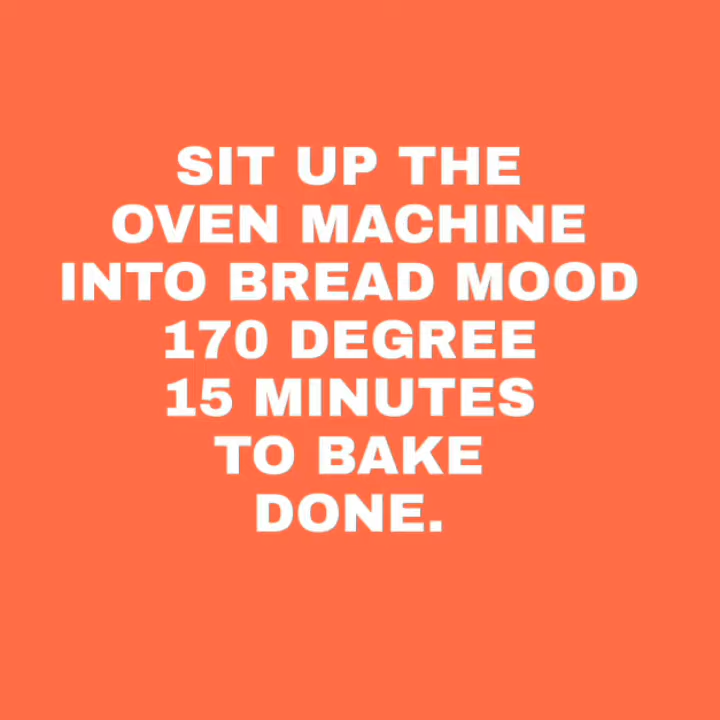 SIT UP THE
OVEN MACHINE
INTO BREAD MOOD
170 DEGREE
15 MINUTES
TO BAKE
DONE.